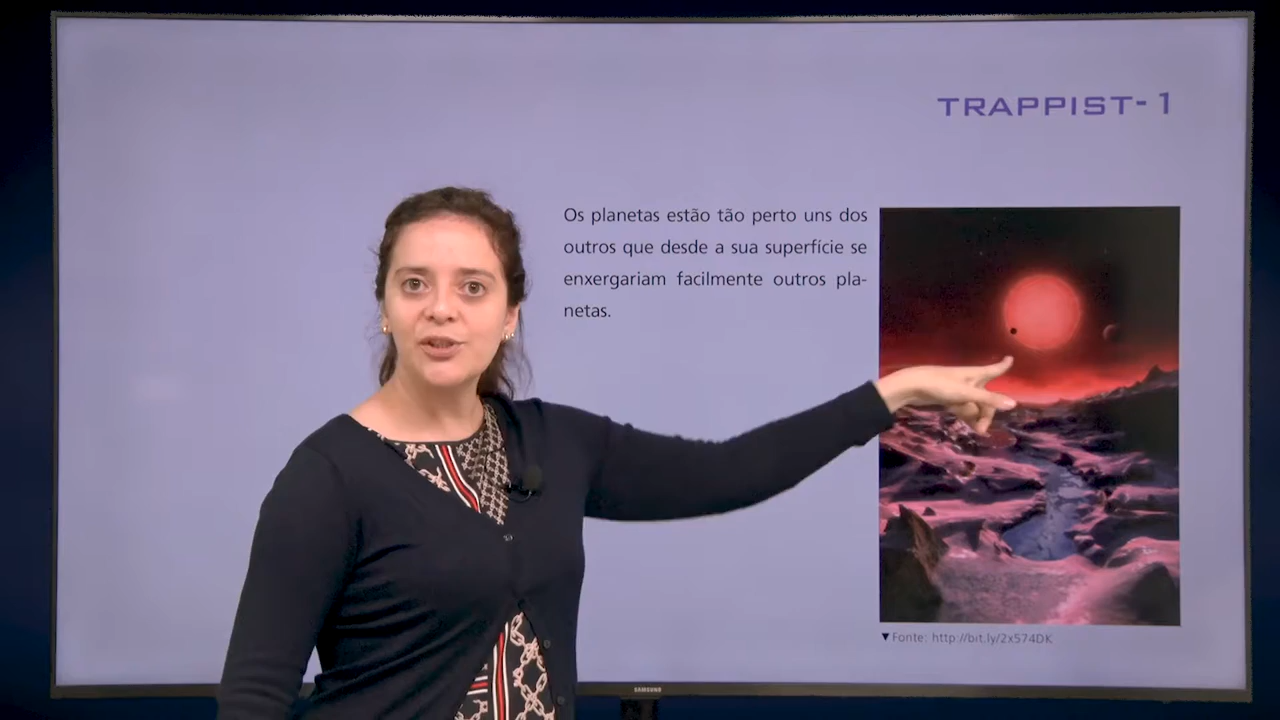 TRAPPIST-1
Os planetas estão tão perto uns dos
outros que desde a sua superfície se
enxergariam facilmente outros pla-
netas.
▼Fonte: http://bit.ly/2x574DK
SAMSUNG